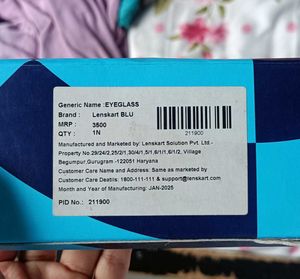 Generic Name :EYEGLASS
Brand : Lenskart BLU
MRP : 3500
QTY : 1N
211900
Manufactured and Marketed by: Lenskart Solution Pvt. Ltd.-
Property No.29/24/2,25/2/1,30/4/1,5/1,6/1/1,6/1/2, Village
Begumpur,Gurugram -122051 Haryana
Customer Care Name and Address: Same as marketed by
Customer Care Deatils: 1800-111-111 & support@lenskart.com
Month and Year of Manufacturing: JAN-2025
PID No.: 211900